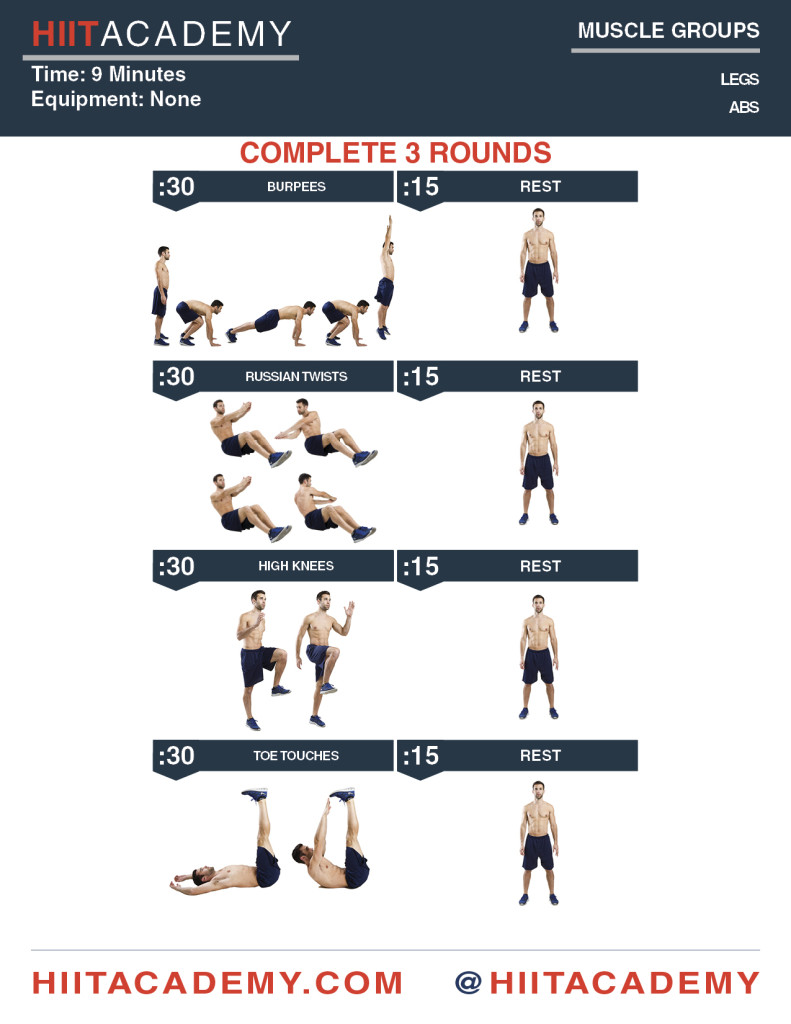 HIITACADEMY
Time: 9 Minutes
Equipment: None
MUSCLE GROUPS
LEGS
ABS
COMPLETE 3 ROUNDS
:30 BURPEES :15 REST
:30 RUSSIAN TWISTS :15 REST
:30 HIGH KNEES :15 REST
:30 TOE TOUCHES :15 REST
HIITACADEMY.COM @HIITACADEMY